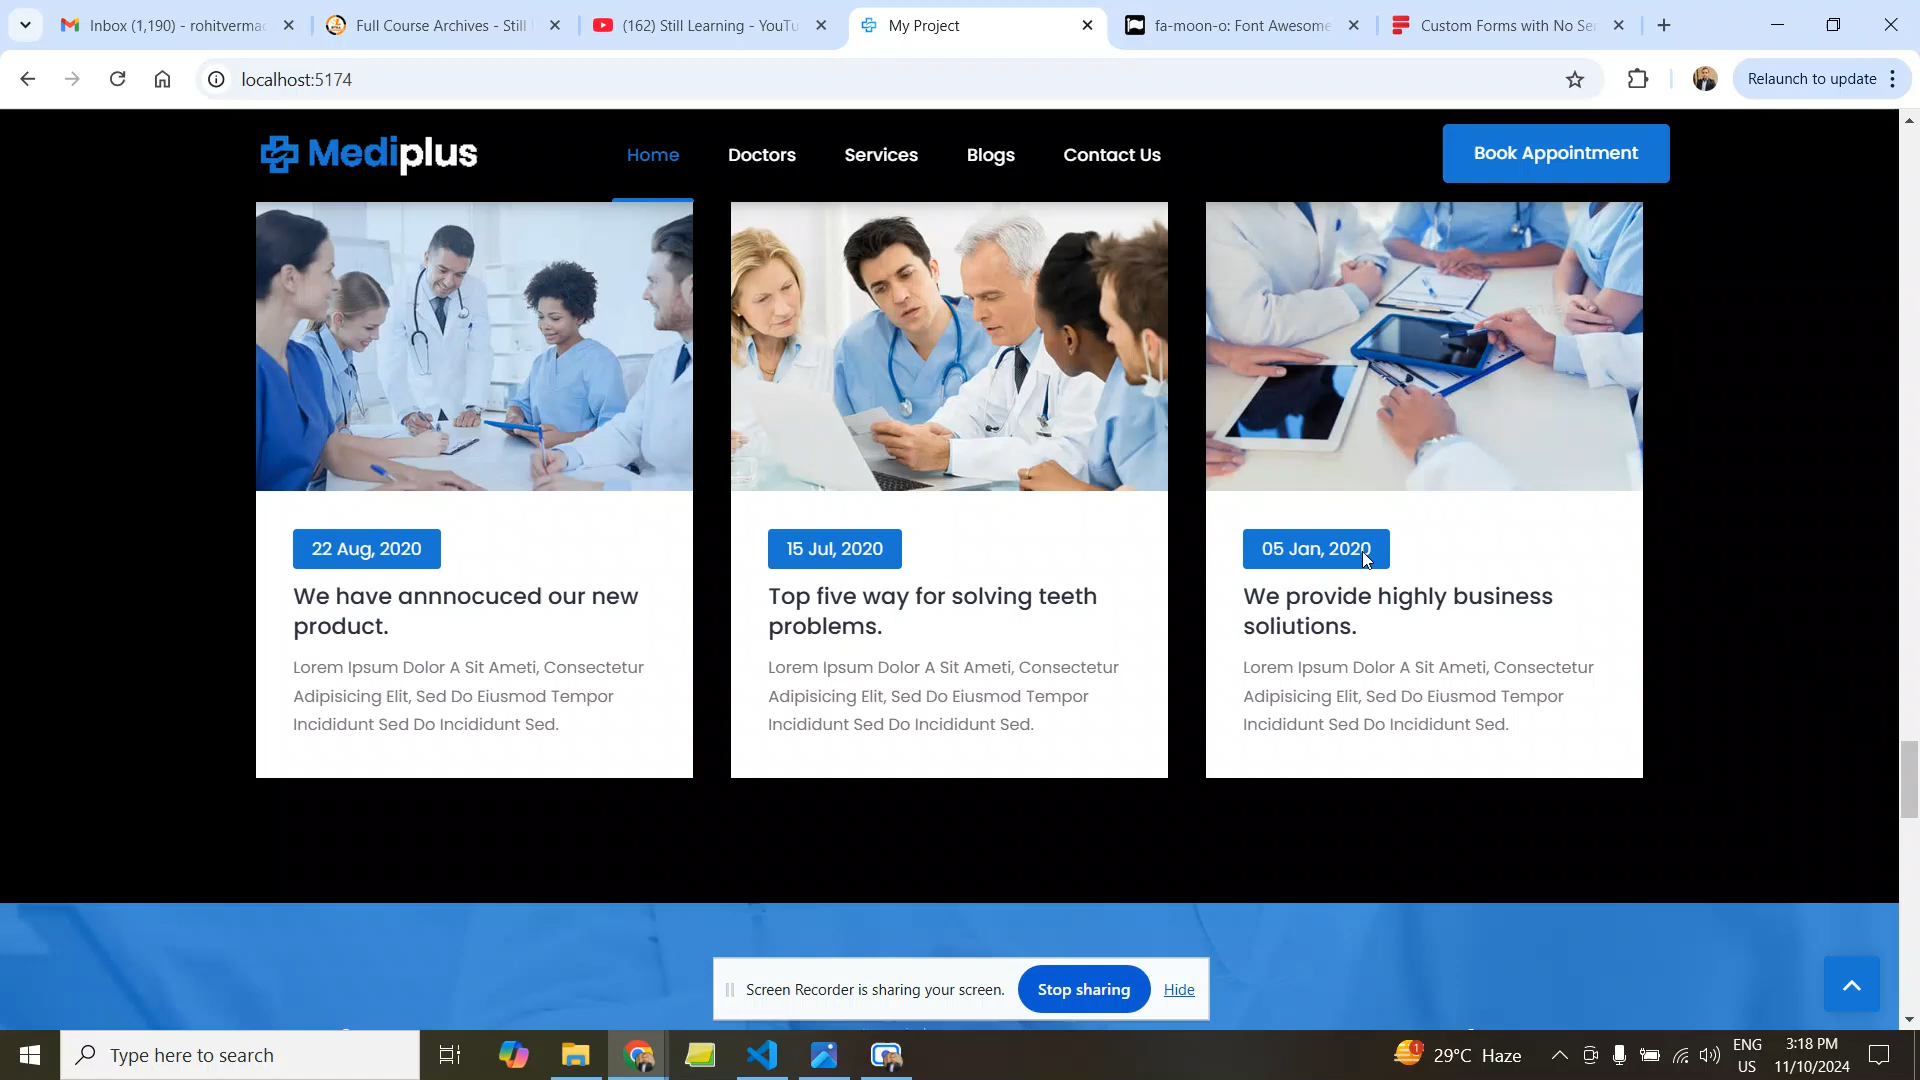 Inbox (1,190) - rohitvermac
Full Course Archives - Still
(162) Still Learning - YouTu
My Project
fa-moon-o: Font Awesome
Custom Forms with No Ser
localhost:5174
Relaunch to update
Mediplus
Home
Doctors
Services
Blogs
Contact Us
Book Appointment
22 Aug, 2020
We have annnocuced our new
product.
Lorem Ipsum Dolor A Sit Ameti, Consectetur
Adipisicing Elit, Sed Do Eiusmod Tempor
Incididunt Sed Do Incididunt Sed.
15 Jul, 2020
Top five way for solving teeth
problems.
Lorem Ipsum Dolor A Sit Ameti, Consectetur
Adipisicing Elit, Sed Do Eiusmod Tempor
Incididunt Sed Do Incididunt Sed.
05 Jan, 2020
We provide highly business
soliutions.
Lorem Ipsum Dolor A Sit Ameti, Consectetur
Adipisicing Elit, Sed Do Eiusmod Tempor
Incididunt Sed Do Incididunt Sed.
Screen Recorder is sharing your screen.
Stop sharing
Hide
Type here to search
1
29°C Haze
ENG
US
3:18 PM
11/10/2024